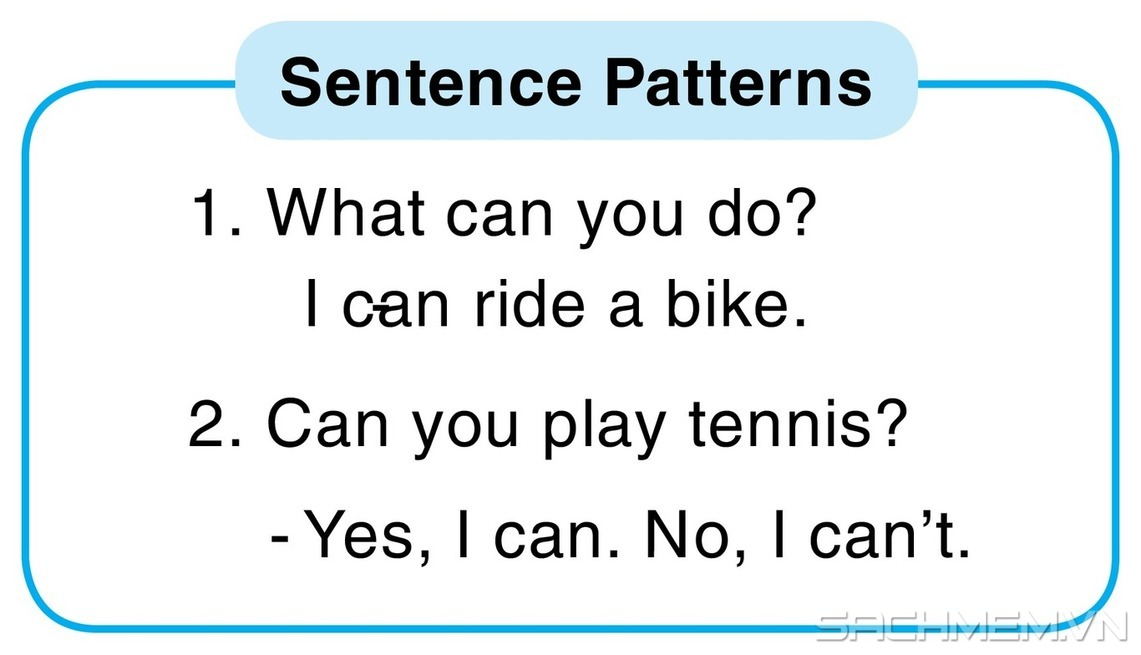 Sentence Patterns
1. What can you do?
- I can ride a bike.
2. Can you play tennis?
- Yes, I can. No, I can’t.
SACHMEM.VN